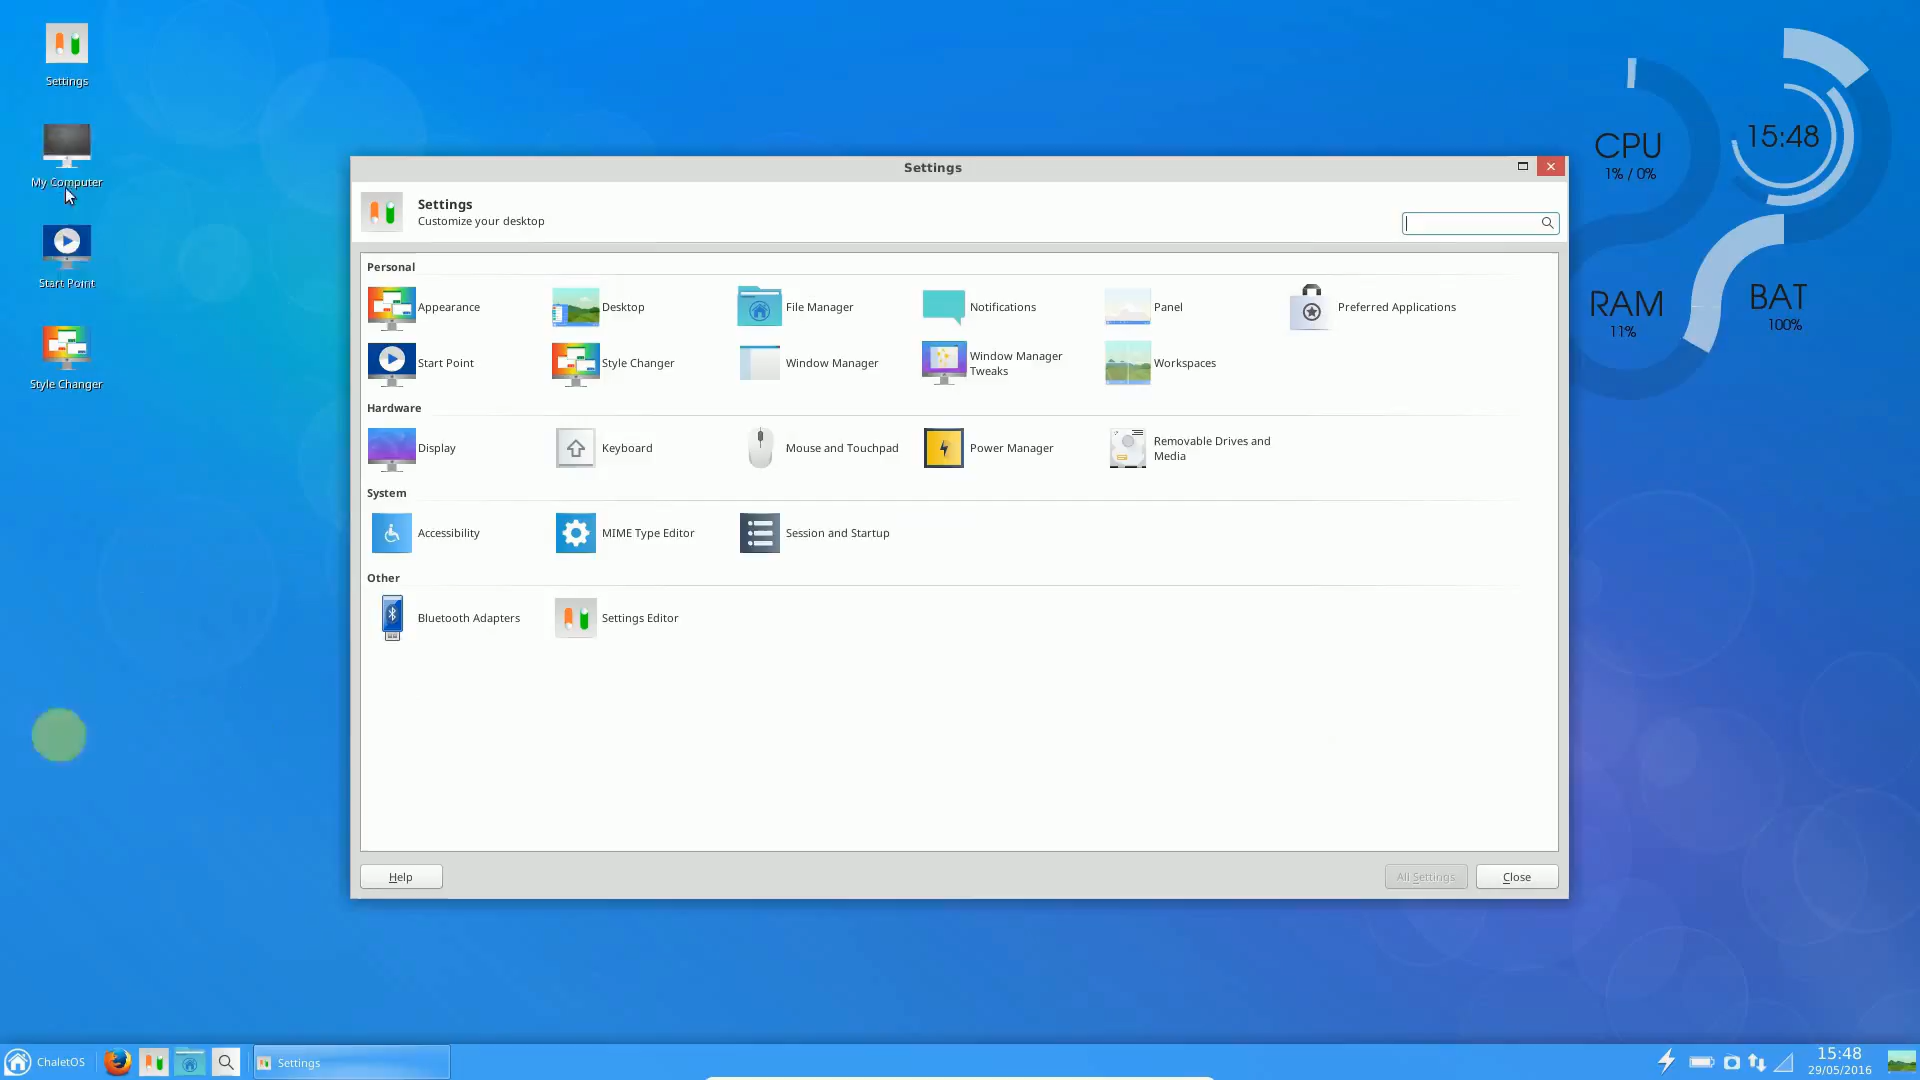 Settings
My Computer
Start Point
Style Changer
Settings
Settings
Customize your desktop
Personal
Appearance
Desktop
File Manager
Notifications
Panel
Preferred Applications
Start Point
Style Changer
Window Manager
Window Manager
Tweaks
Workspaces
Hardware
Display
Keyboard
Mouse and Touchpad
Power Manager
Removable Drives and
Media
System
Accessibility
MIME Type Editor
Session and Startup
Other
Bluetooth Adapters
Settings Editor
Help
All Settings
Close
CPU
1% / 0%
15:48
RAM
11%
BAT
100%
ChaletOS
Settings
15:48
29/05/2016